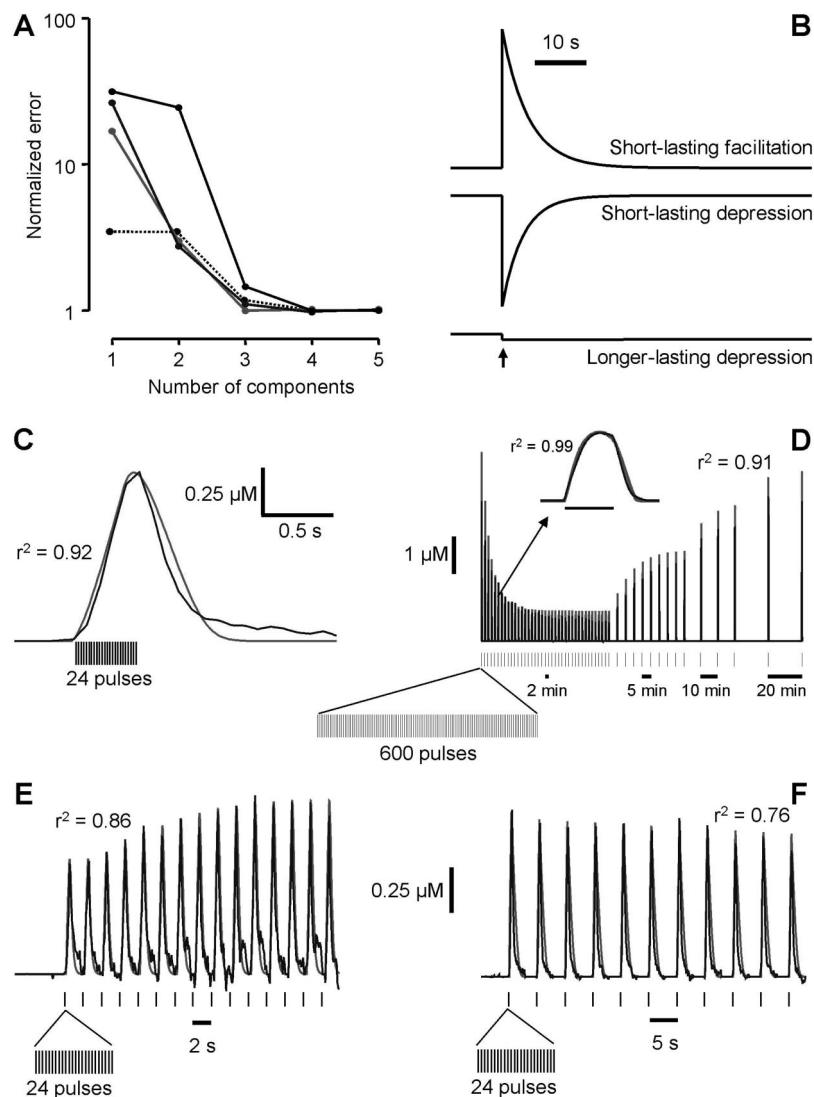 A
100
10
1
Normalized error
1 2 3 4 5
Number of components
B
10 s
Short-lasting facilitation
Short-lasting depression
Longer-lasting depression
C
0.25 µM
0.5 s
r² = 0.92
24 pulses
D
r² = 0.99
r² = 0.91
1 µM
2 min 5 min 10 min 20 min
600 pulses
E
r² = 0.86
2 s
24 pulses
F
r² = 0.76
0.25 µM
5 s
24 pulses